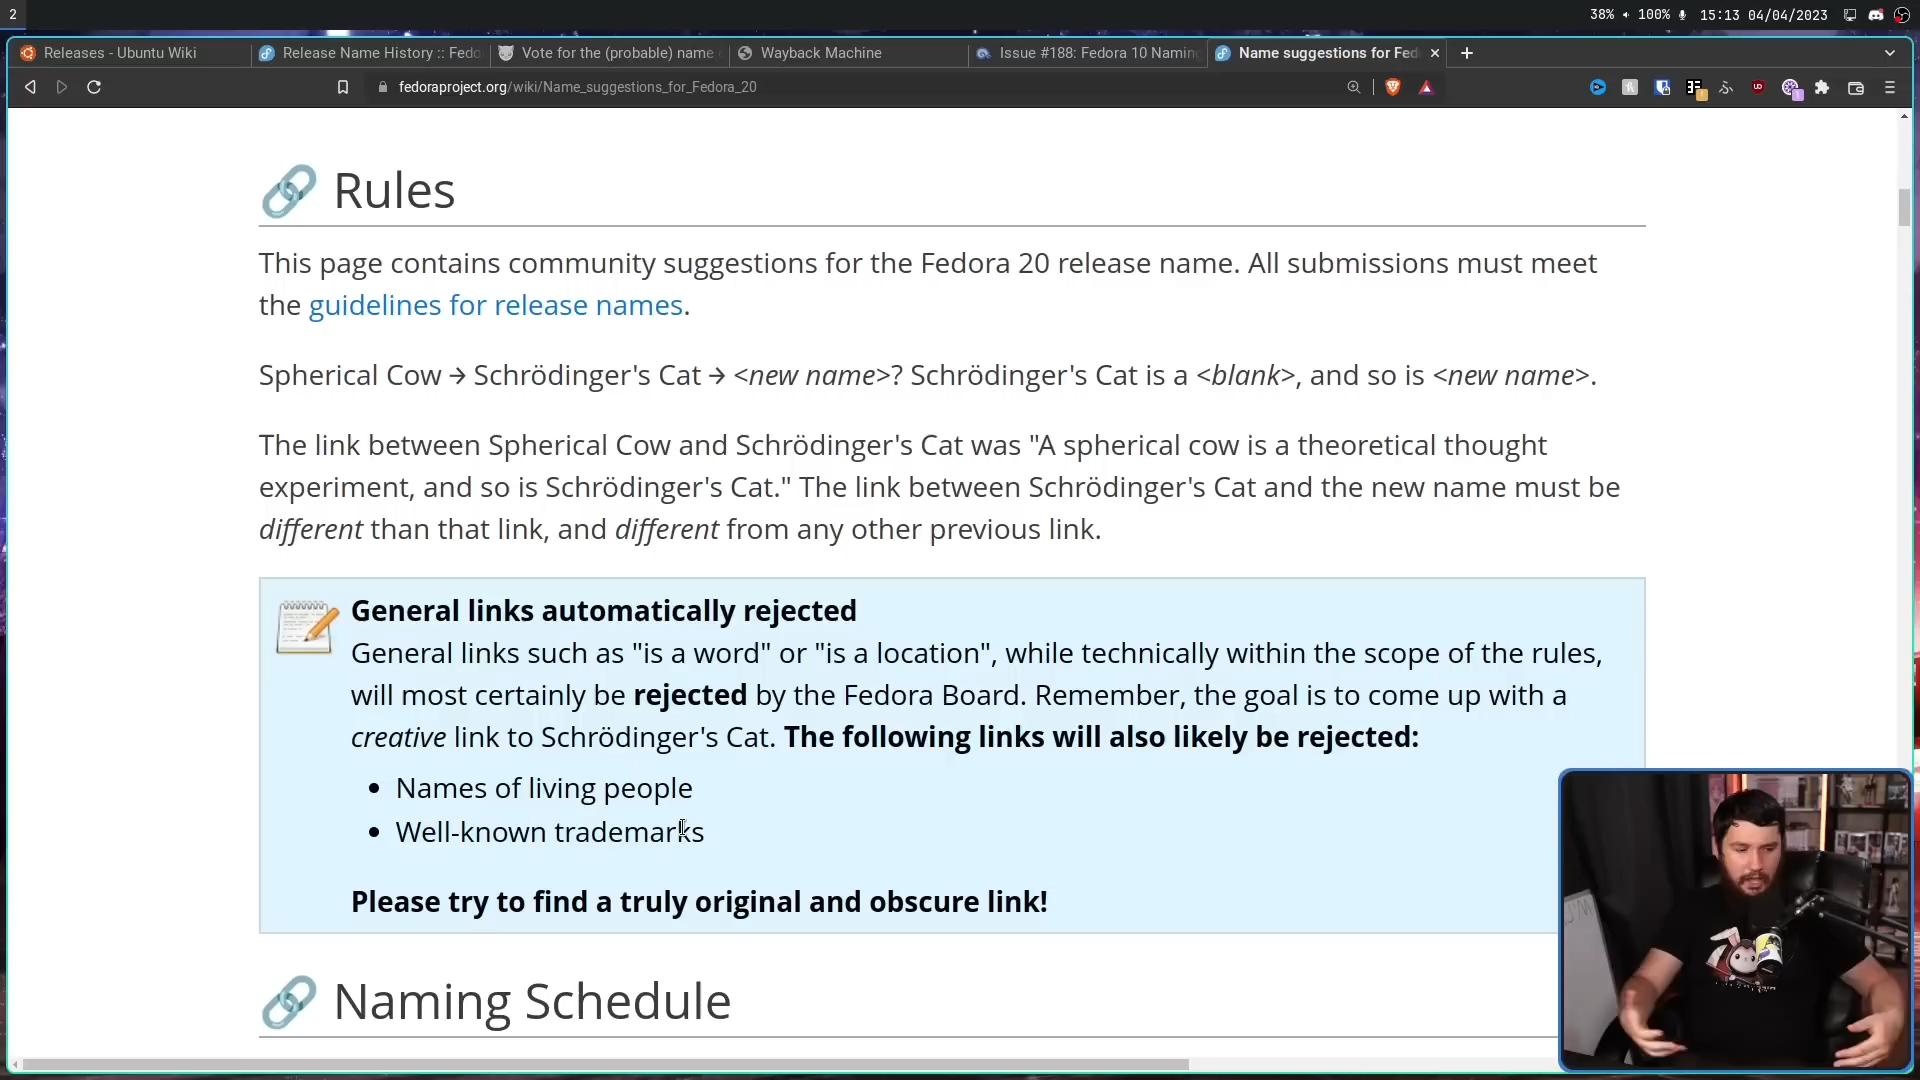 2
38% 100% 15:13 04/04/2023
Releases - Ubuntu Wiki
Release Name History :: Fedo
Vote for the (probable) name
Wayback Machine
Issue #188: Fedora 10 Naming
Name suggestions for Fed
fedoraproject.org/wiki/Name_suggestions_for_Fedora_20
Rules
This page contains community suggestions for the Fedora 20 release name. All submissions must meet
the guidelines for release names.
Spherical Cow → Schrödinger's Cat → <new name>? Schrödinger's Cat is a <blank>, and so is <new name>.
The link between Spherical Cow and Schrödinger's Cat was "A spherical cow is a theoretical thought
experiment, and so is Schrödinger's Cat." The link between Schrödinger's Cat and the new name must be
different than that link, and different from any other previous link.
General links automatically rejected
General links such as "is a word" or "is a location", while technically within the scope of the rules,
will most certainly be rejected by the Fedora Board. Remember, the goal is to come up with a
creative link to Schrödinger's Cat. The following links will also likely be rejected:
• Names of living people
• Well-known trademarks
Please try to find a truly original and obscure link!
Naming Schedule